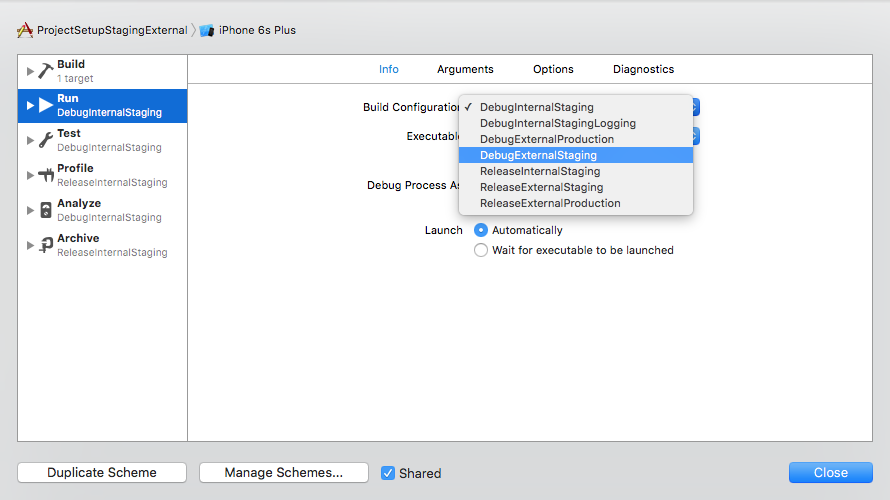 ProjectSetupStagingExternal iPhone 6s Plus
Build
1 target
Run
DebugInternalStaging
Test
DebugInternalStaging
Profile
ReleaseInternalStaging
Analyze
DebugInternalStaging
Archive
ReleaseInternalStaging
Info Arguments Options Diagnostics
Build Configuration
✓ DebugInternalStaging
DebugInternalStagingLogging
Executable
DebugExternalProduction
DebugExternalStaging
ReleaseInternalStaging
Debug Process As
ReleaseExternalStaging
ReleaseExternalProduction
Launch Automatically
Wait for executable to be launched
Duplicate Scheme Manage Schemes... Shared Close